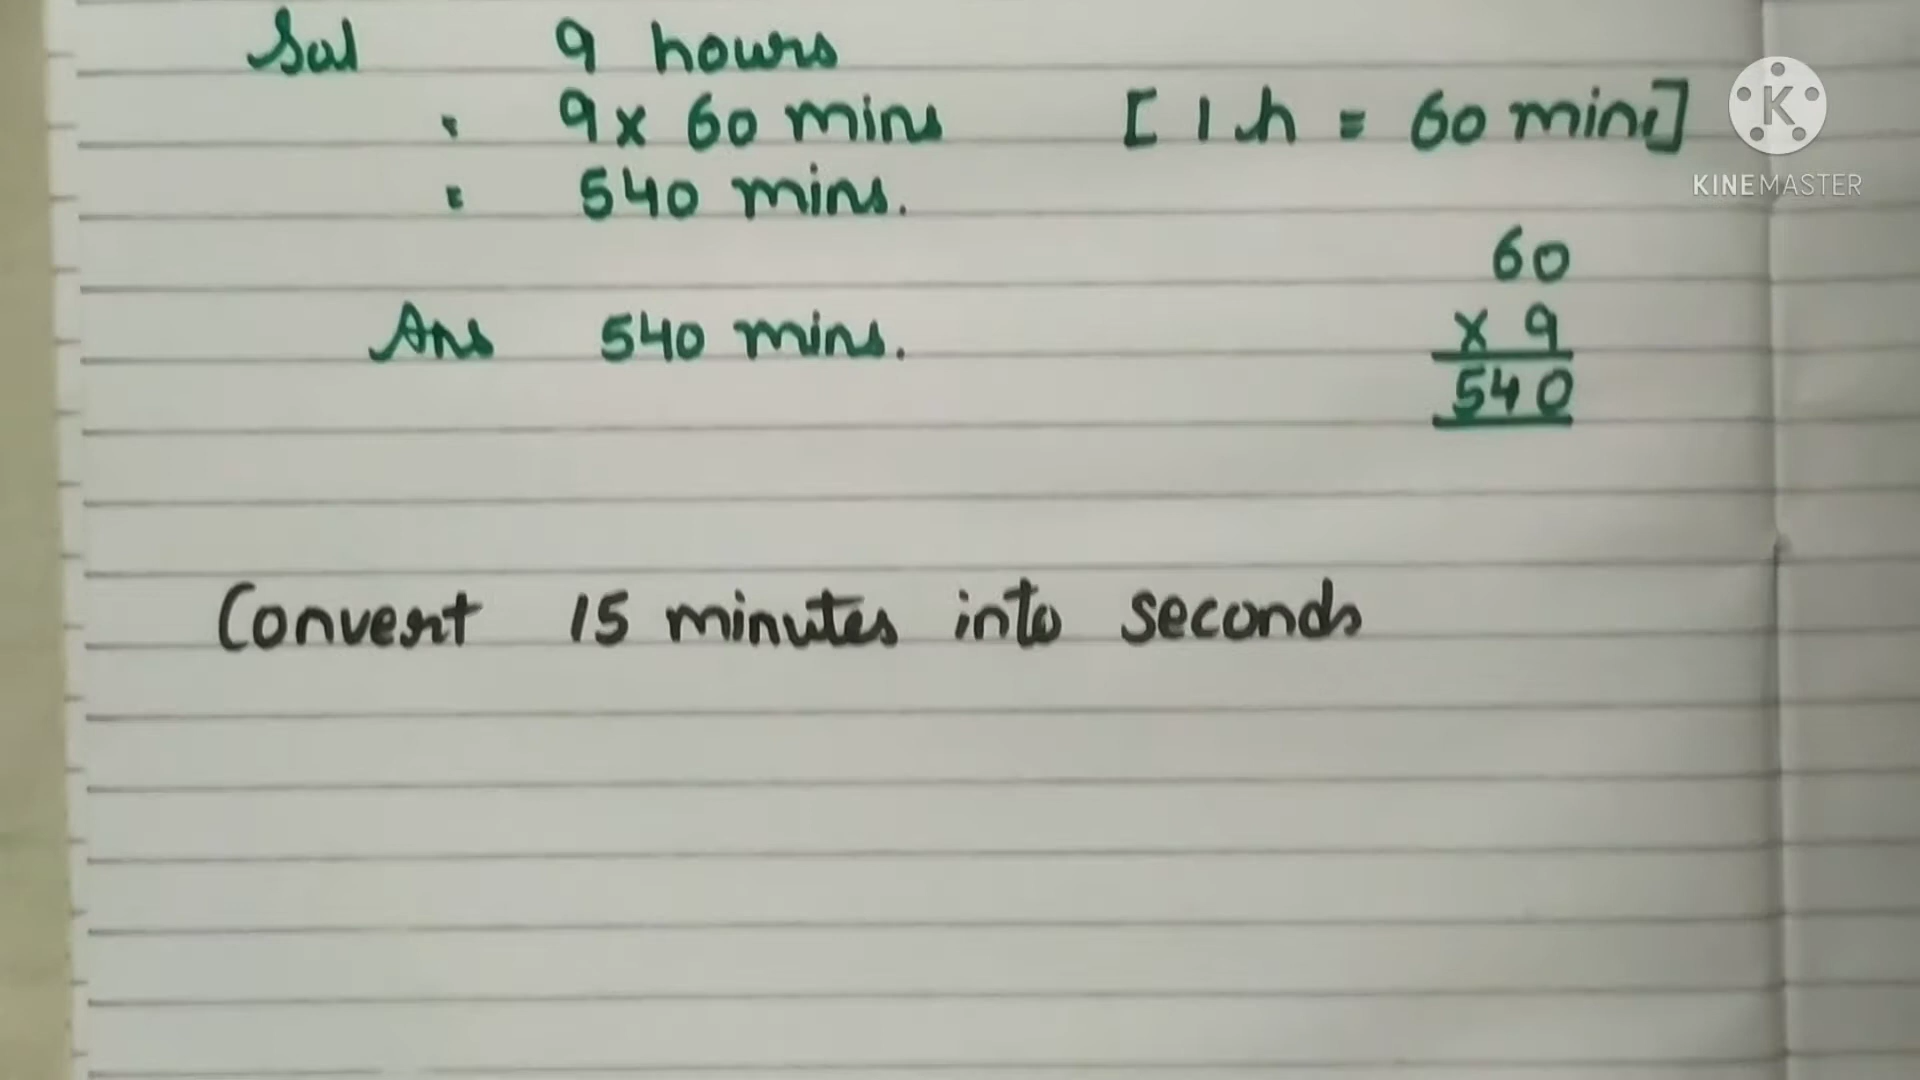 Sol 9 hours
= 9 x 60 mins [ 1 h = 60 mins]
= 540 mins.
60
x 9
540
Ans 540 mins.
Convert 15 minutes into seconds
K
KINEMASTER